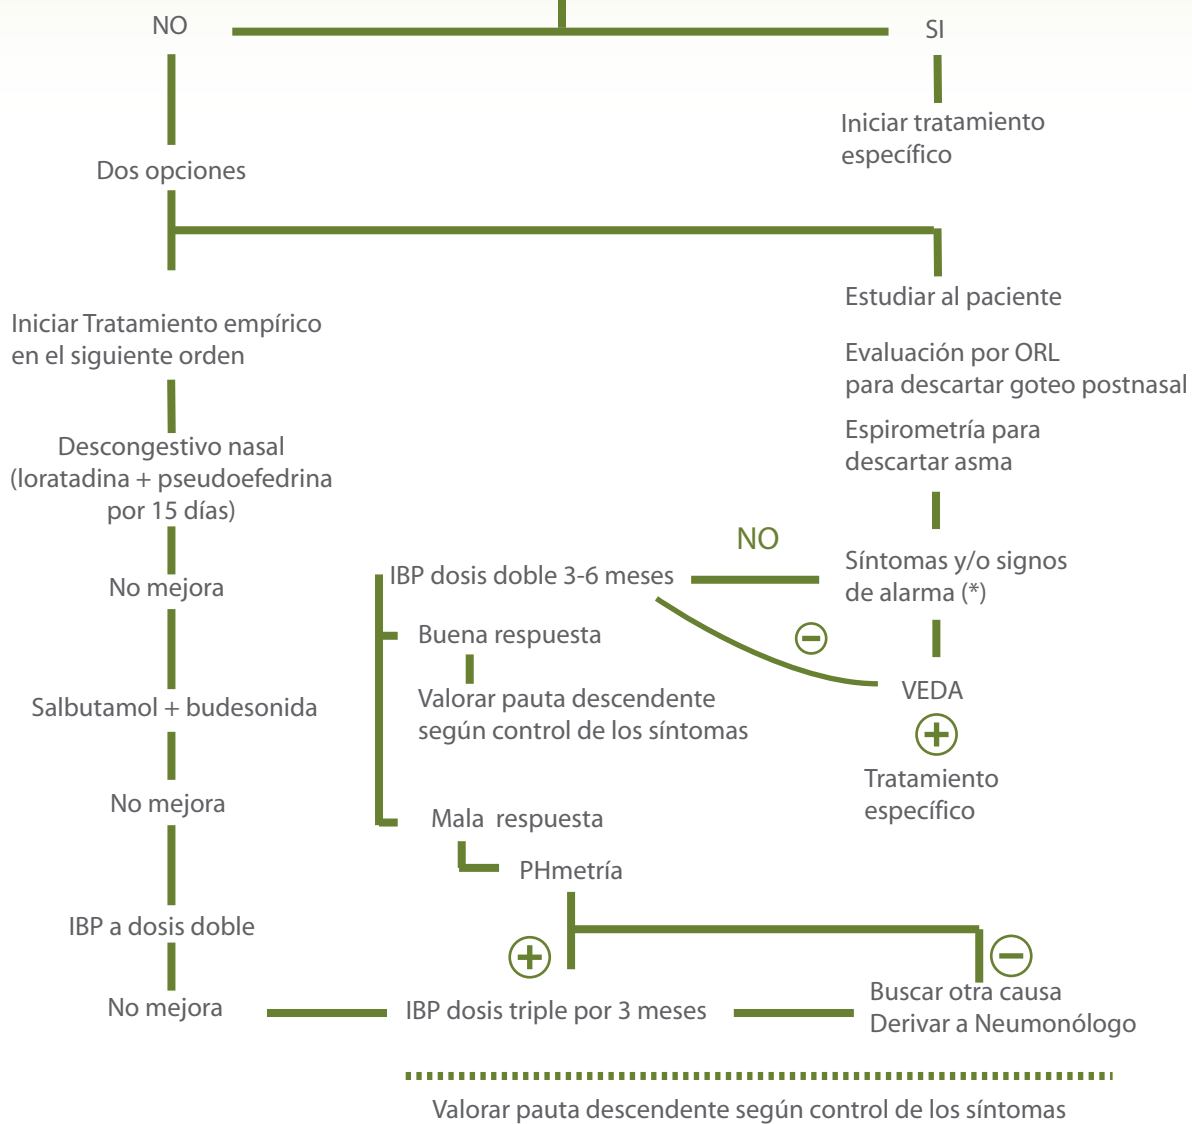 NO
SI
Iniciar tratamiento
específico
Dos opciones
Iniciar Tratamiento empírico
en el siguiente orden
Descongestivo nasal
(loratadina + pseudoefedrina
por 15 días)
No mejora
Salbutamol + budesonida
No mejora
IBP a dosis doble
No mejora
Estudiar al paciente
Evaluación por ORL
para descartar goteo postnasal
Espirometría para
descartar asma
Síntomas y/o signos
de alarma (*)
NO
IBP dosis doble 3-6 meses
Buena respuesta
Valorar pauta descendente
según control de los síntomas
−
VEDA
+
Tratamiento
específico
Mala respuesta
PHmetría
+
−
IBP dosis triple por 3 meses
Buscar otra causa
Derivar a Neumonólogo
Valorar pauta descendente según control de los síntomas